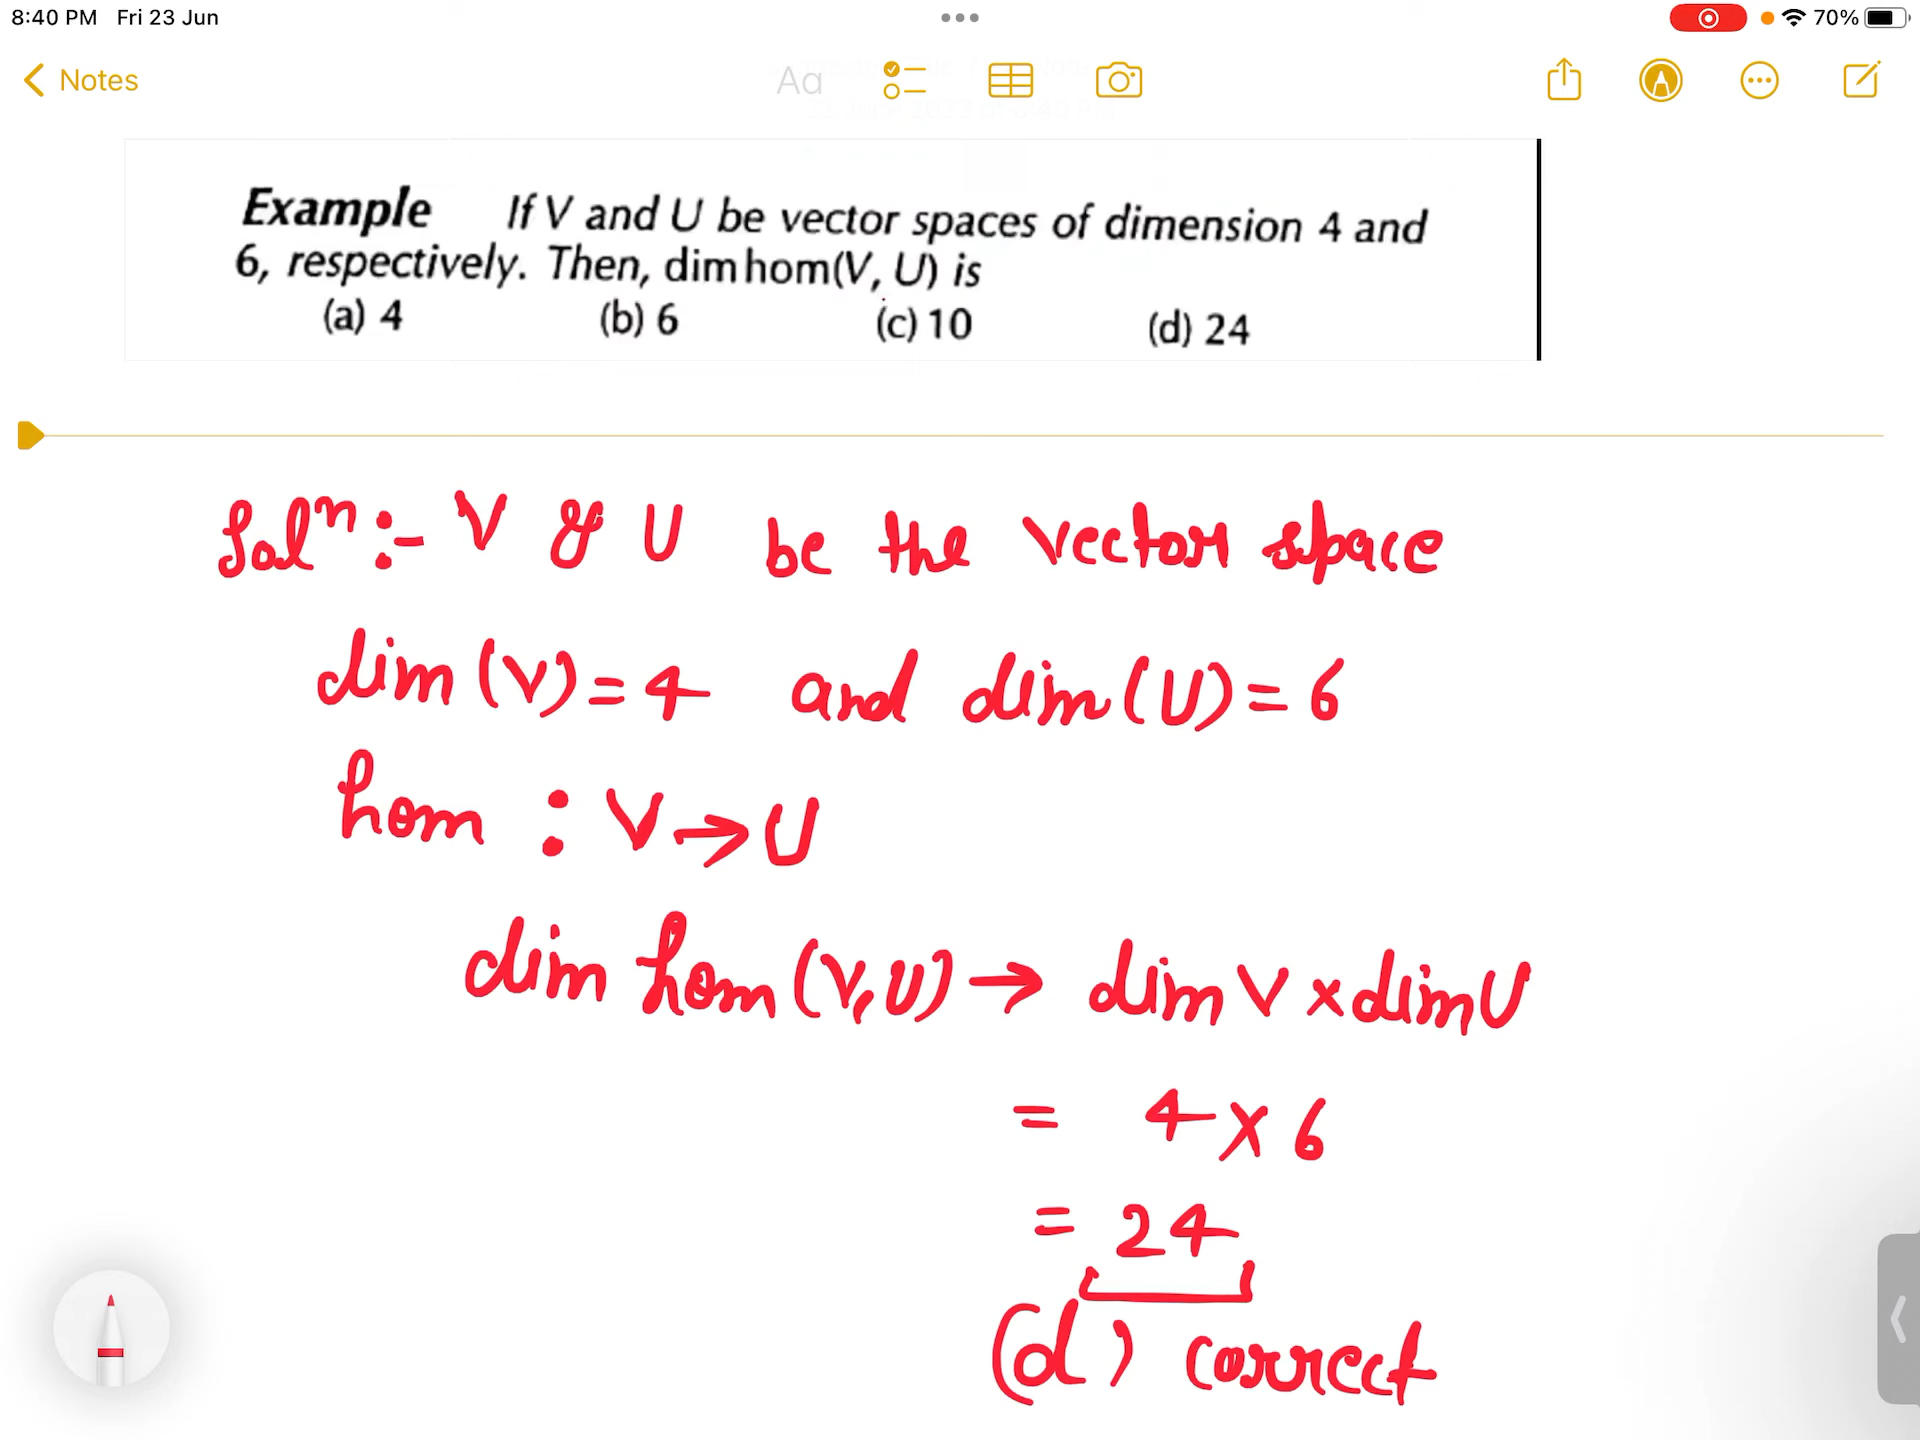 8:40 PM Fri 23 Jun
70%
Notes
Aa
Example If V and U be vector spaces of dimension 4 and
6, respectively. Then, dim hom(V, U) is
(a) 4 (b) 6 (c) 10 (d) 24
Solⁿ :- V & U be the vector space
dim (V) = 4 and dim (U) = 6
hom : V → U
dim hom (V, U) → dim V × dim U
= 4 × 6
= 24
(d) correct